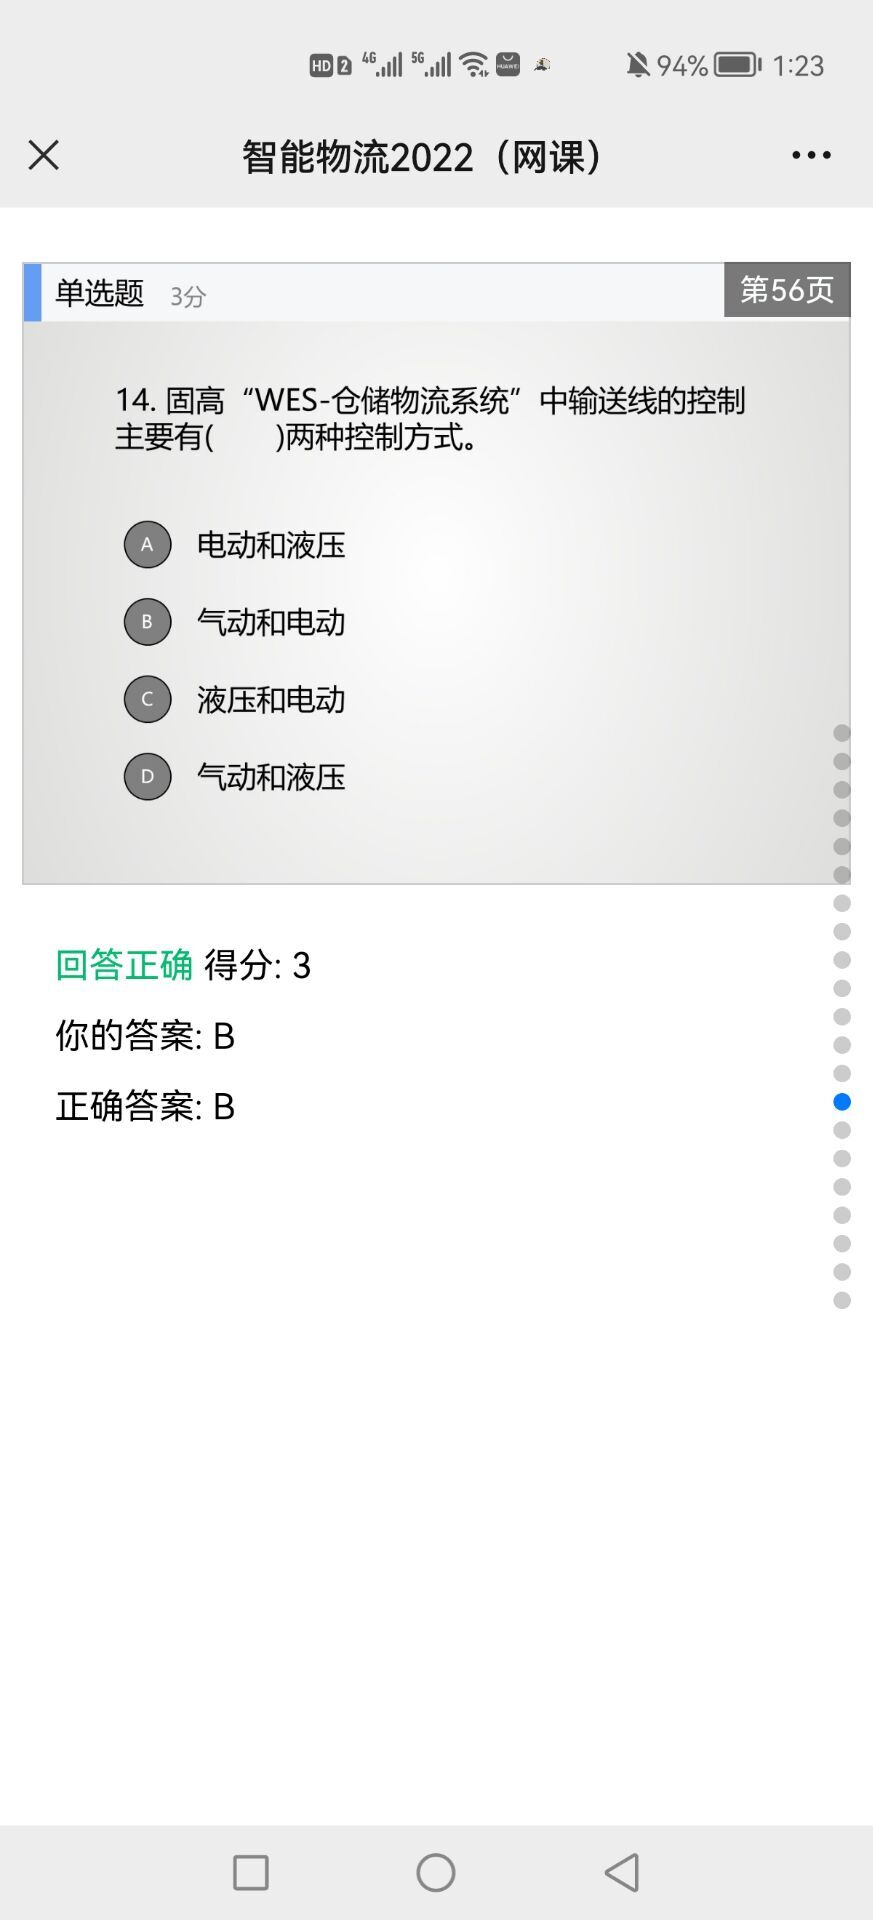 HD 2 4G 5G HUAWEI 94% 1:23
智能物流2022（网课）
单选题 3分 第56页
14. 固高“WES-仓储物流系统”中输送线的控制
主要有( )两种控制方式。
A 电动和液压
B 气动和电动
C 液压和电动
D 气动和液压
回答正确 得分: 3
你的答案: B
正确答案: B